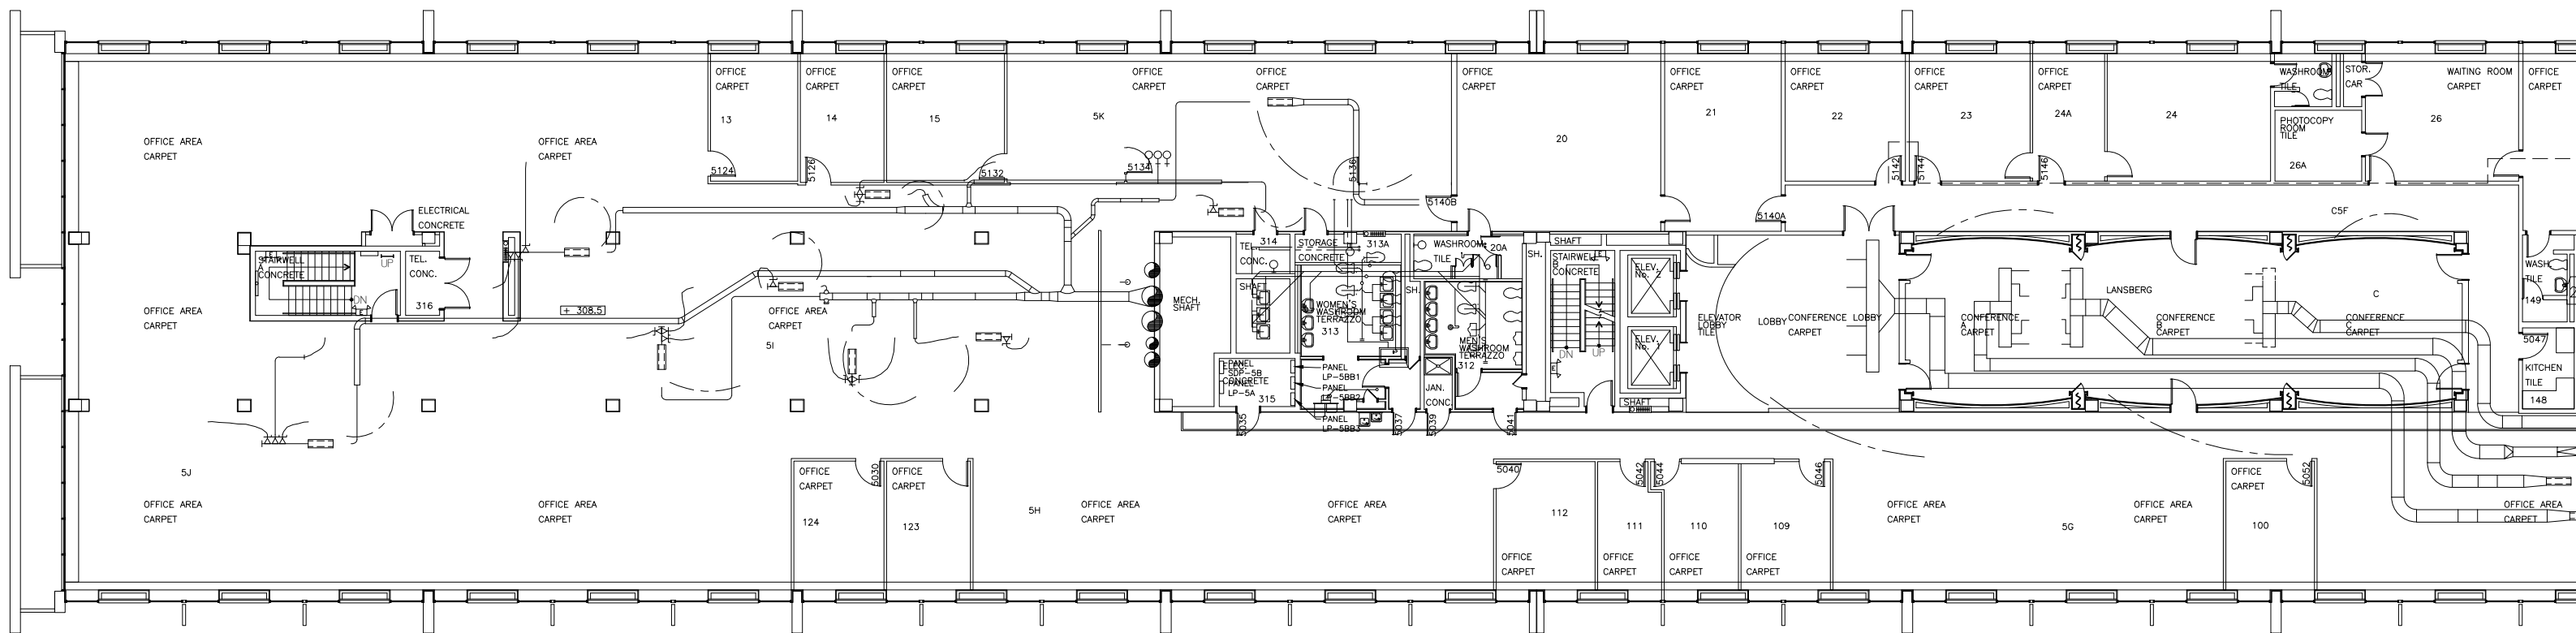 OFFICE
CARPET
13
5124
OFFICE
CARPET
14
5126
OFFICE
CARPET
15
5132
OFFICE
CARPET
5K
5134
OFFICE
CARPET
5136
OFFICE
CARPET
20
5140B
OFFICE
CARPET
21
5140A
OFFICE
CARPET
22
5142
OFFICE
CARPET
23
5144
OFFICE
CARPET
24A
5146
24
WASHROOM
TILE
STOR.
CAR
PHOTOCOPY
ROOM
TILE
26A
WAITING ROOM
CARPET
26
OFFICE
CARPET
OFFICE AREA
CARPET
OFFICE AREA
CARPET
ELECTRICAL
CONCRETE
STAIRWELL
A
CONCRETE
UP
DN
E
TEL.
CONC.
316
+ 308.5
OFFICE AREA
CARPET
OFFICE AREA
CARPET
5I
MECH.
SHAFT
TEL.
CONC.
314
STORAGE
CONCRETE
313A
SHAFT
WOMEN'S
WASHROOM
TERRAZZO
313
SH.
WASHROOM
TILE
20A
MEN'S
WASHROOM
TERRAZZO
312
SH.
SHAFT
STAIRWELL
B
CONCRETE
E
DN
UP
E
ELEV.
No. 2
ELEV.
No. 1
SHAFT
ELEVATOR
LOBBY
TILE
LOBBY
CONFERENCE LOBBY
CARPET
C5F
LANSBERG
C
CONFERENCE
A
CARPET
CONFERENCE
B
CARPET
CONFERENCE
C
CARPET
WASH
TILE
149
5047
KITCHEN
TILE
148
ELEC.
CONCRETE
315
PANEL
SDP-5B
PANEL
LP-5A
PANEL
LP-5BB1
PANEL
LP-5BB2
PANEL
LP-5BB3
JAN.
CONC.
5035
5037
5039
5041
5J
OFFICE AREA
CARPET
OFFICE AREA
CARPET
OFFICE
CARPET
124
5030
OFFICE
CARPET
123
5H
OFFICE AREA
CARPET
OFFICE AREA
CARPET
5040
112
OFFICE
CARPET
5042
111
OFFICE
CARPET
5044
110
OFFICE
CARPET
5046
109
OFFICE
CARPET
OFFICE AREA
CARPET
5G
OFFICE AREA
CARPET
OFFICE
CARPET
100
5052
OFFICE AREA
CARPET